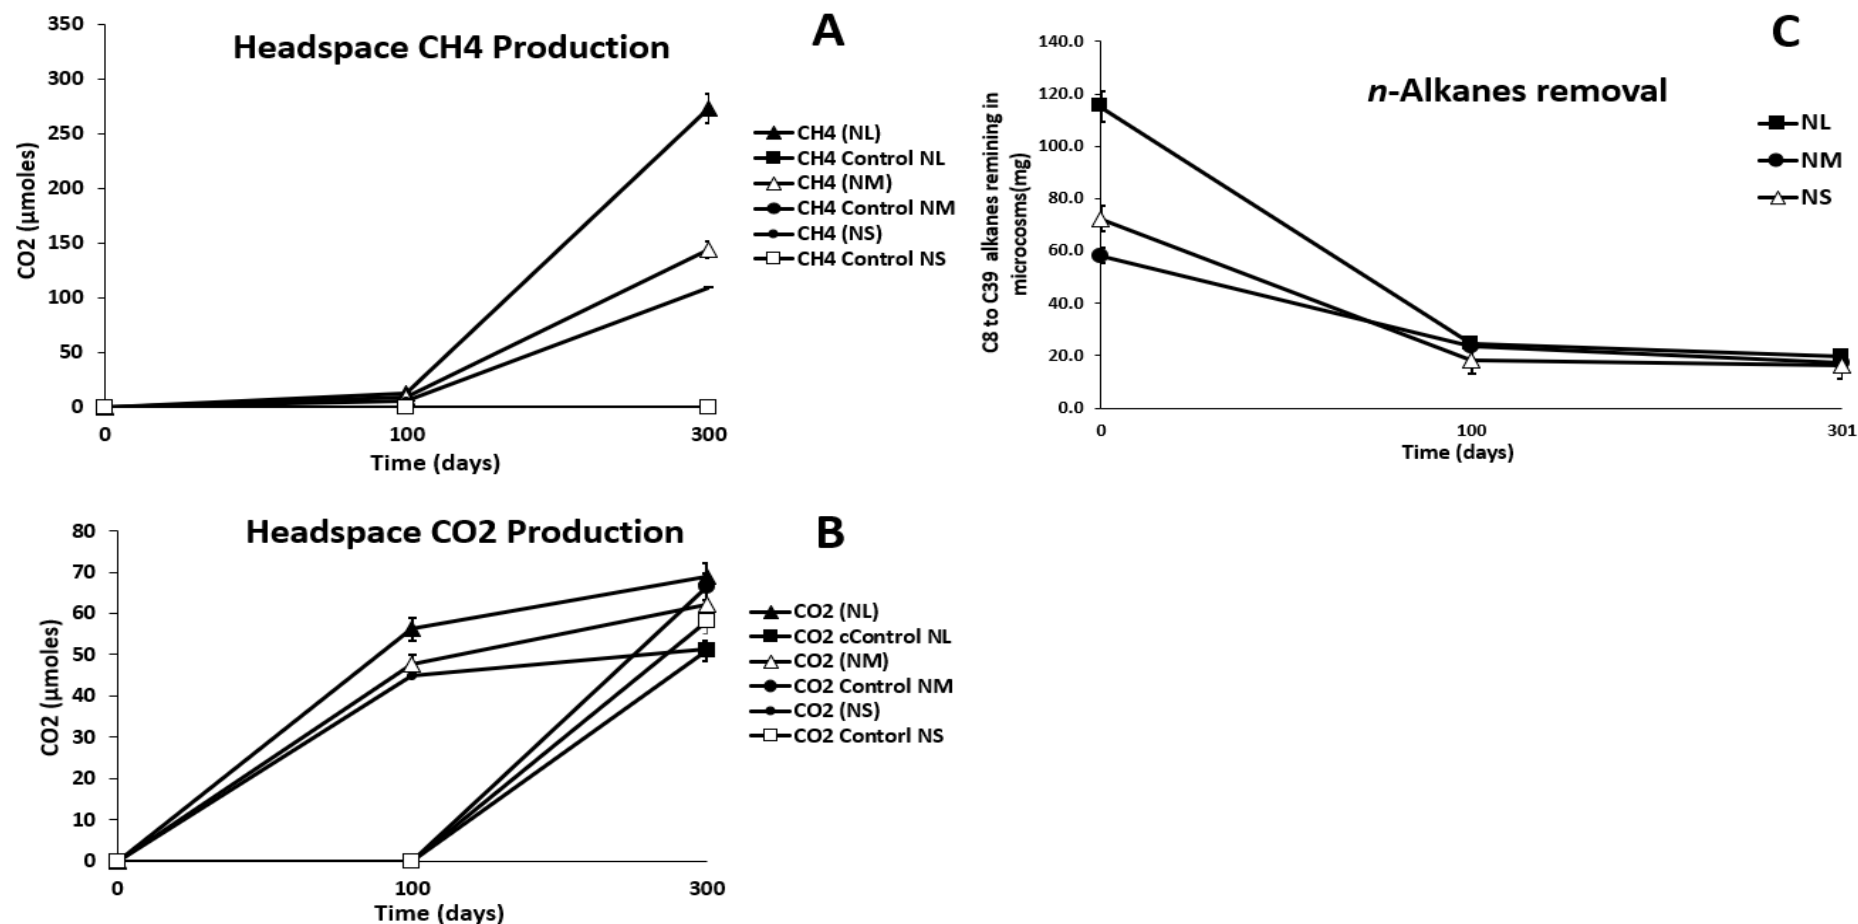 Headspace CH4 Production
A
350
300
250
200
150
100
50
0
CO2 (µmoles)
0 100 300
Time (days)
CH4 (NL)
CH4 Control NL
CH4 (NM)
CH4 Control NM
CH4 (NS)
CH4 Control NS
C
n-Alkanes removal
140.0
120.0
100.0
80.0
60.0
40.0
20.0
0.0
C8 to C39 alkanes remining in
microcosms(mg)
0 100 301
Time (days)
NL
NM
NS
Headspace CO2 Production
B
80
70
60
50
40
30
20
10
0
CO2 (µmoles)
0 100 300
Time (days)
CO2 (NL)
CO2 cControl NL
CO2 (NM)
CO2 Control NM
CO2 (NS)
CO2 Contorl NS